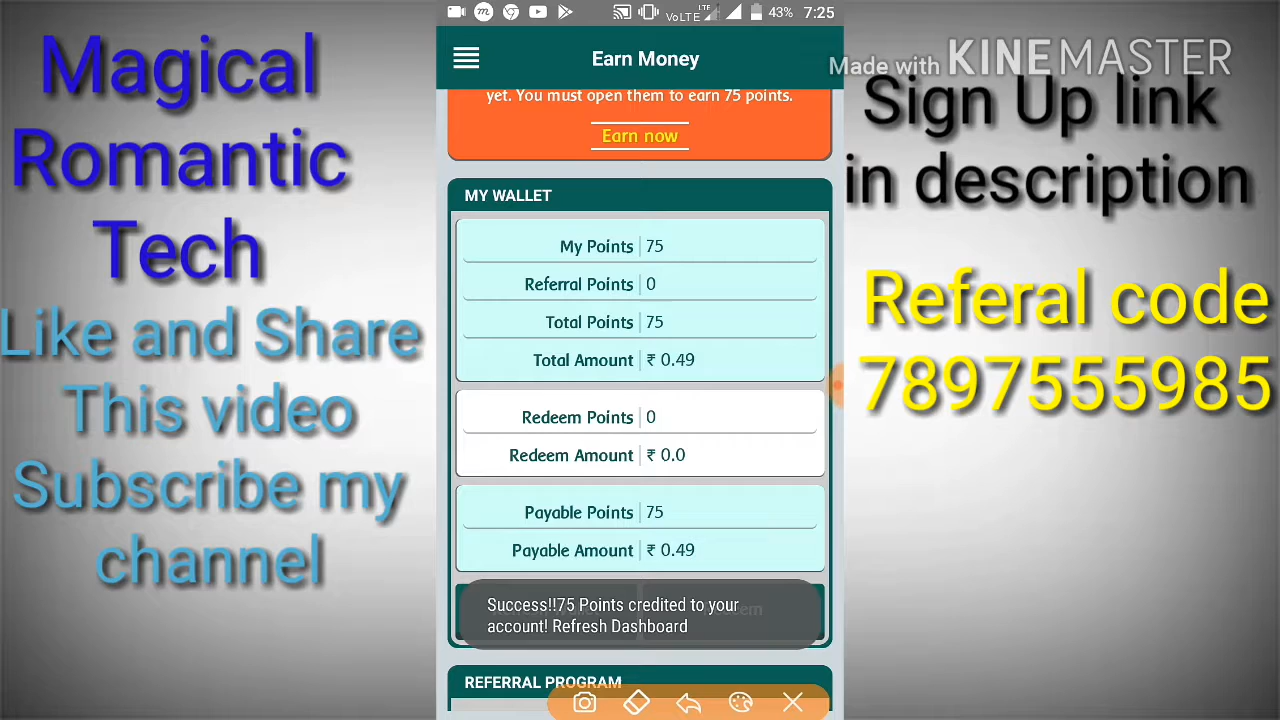 Magical
Romantic
Tech
Like and Share
This video
Subscribe my
channel
VoLTE LTE 43% 7:25
Earn Money
yet. You must open them to earn 75 points.
Earn now
MY WALLET
My Points 75
Referral Points 0
Total Points 75
Total Amount ₹ 0.49
Redeem Points 0
Redeem Amount ₹ 0.0
Payable Points 75
Payable Amount ₹ 0.49
Success!!75 Points credited to your
account! Refresh Dashboard
REFERRAL PROGRAM
Made with KINEMASTER
Sign Up link
in description
Referal code
7897555985